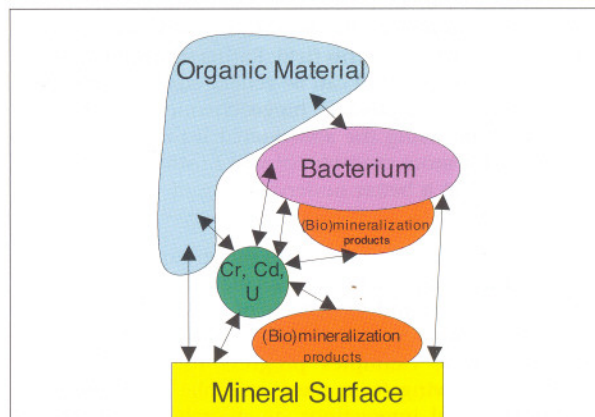 Organic Material
Bacterium
(Bio)mineralization
products
Cr, Cd,
U
(Bio)mineralization
products
Mineral Surface